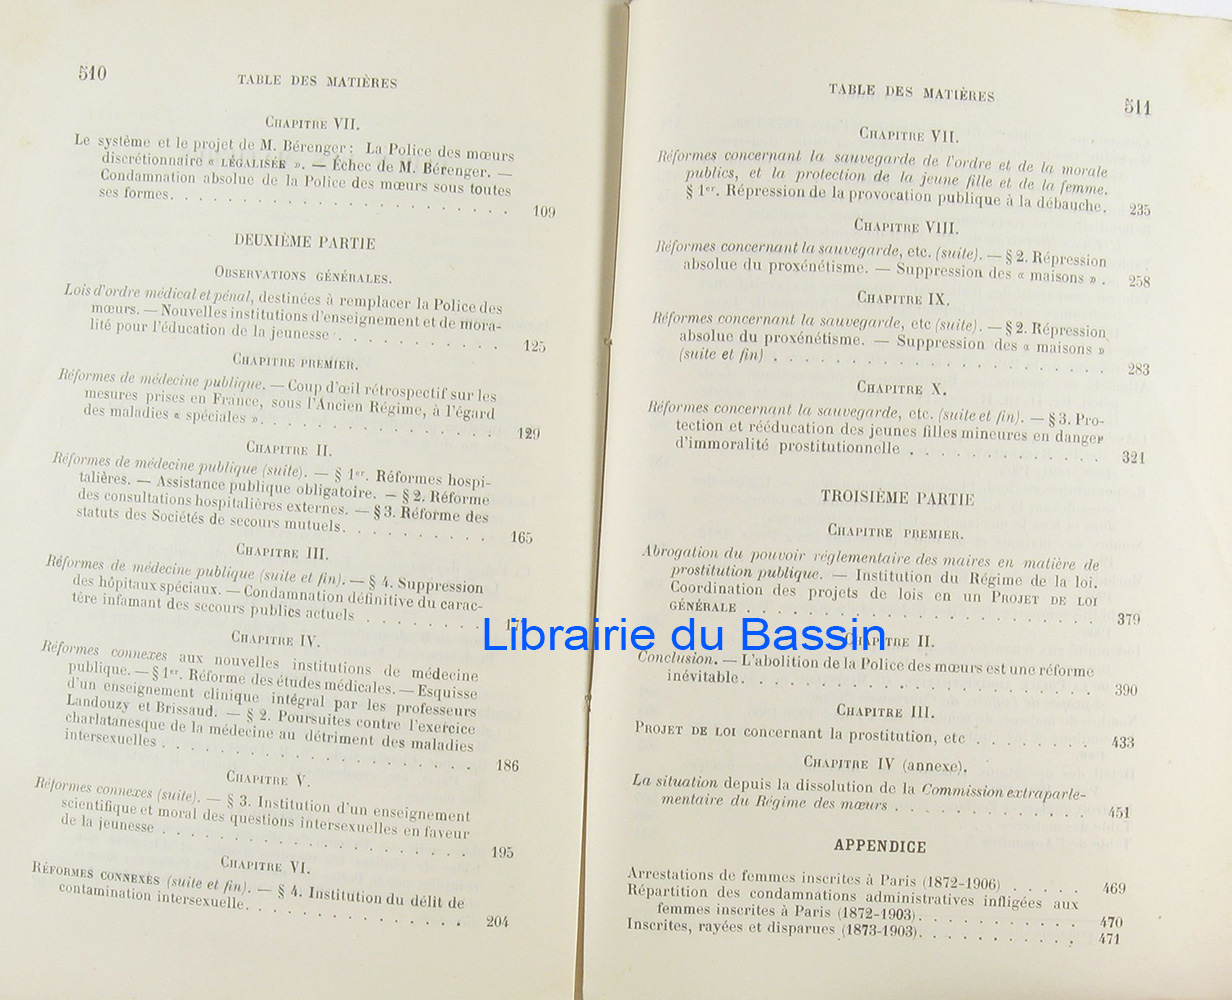 510
TABLE DES MATIÈRES
CHAPITRE VII.
Le système et le projet de M. Bérenger; La Police des mœurs
discrétionnaire « LÉGALISÉE ». — Échec de M. Bérenger. —
Condamnation absolue de la Police des mœurs sous toutes
ses formes. . . . . . . . . . . . . . . . . . . . . . . 109
DEUXIÈME PARTIE
OBSERVATIONS GÉNÉRALES.
Lois d'ordre médical et pénal, destinées à remplacer la Police des
mœurs. — Nouvelles institutions d'enseignement et de mora-
lité pour l'éducation de la jeunesse . . . . . . . . . . . 125
CHAPITRE PREMIER.
Réformes de médecine publique. — Coup d'œil rétrospectif sur les
mesures prises en France, sous l'Ancien Régime, à l'égard
des maladies « spéciales ». . . . . . . . . . . . . . . . 129
CHAPITRE II.
Réformes de médecine publique (suite). — § 1er. Réformes hospi-
talières. — Assistance publique obligatoire. — § 2. Réforme
des consultations hospitalières externes. — § 3. Réforme des
statuts des Sociétés de secours mutuels. . . . . . . . . . 165
CHAPITRE III.
Réformes de médecine publique (suite et fin). — § 4. Suppression
des hôpitaux spéciaux. — Condamnation définitive du carac-
tère infamant des secours publics actuels . . . . . . . .
CHAPITRE IV.
Réformes connexes aux nouvelles institutions de médecine
publique. — § 1er. Réforme des études médicales. — Esquisse
d'un enseignement clinique intégral par les professeurs
Landouzy et Brissaud. — § 2. Poursuites contre l'exercice
charlatanesque de la médecine au détriment des maladies
intersexuelles . . . . . . . . . . . . . . . . . . . . . 186
CHAPITRE V.
Réformes connexes (suite). — § 3. Institution d'un enseignement
scientifique et moral des questions intersexuelles en faveur
de la jeunesse . . . . . . . . . . . . . . . . . . . . . 195
CHAPITRE VI.
RÉFORMES CONNEXES (suite et fin). — § 4. Institution du délit de
contamination intersexuelle. . . . . . . . . . . . . . . 204
TABLE DES MATIÈRES
511
CHAPITRE VII.
Réformes concernant la sauvegarde de l'ordre et de la morale
publics, et la protection de la jeune fille et de la femme.
§ 1er. Répression de la provocation publique à la débauche. 235
CHAPITRE VIII.
Réformes concernant la sauvegarde, etc. (suite). — § 2. Répression
absolue du proxénétisme. — Suppression des « maisons » . 258
CHAPITRE IX.
Réformes concernant la sauvegarde, etc (suite). — § 2. Répression
absolue du proxénétisme. — Suppression des « maisons »
(suite et fin) . . . . . . . . . . . . . . . . . . . . . 283
CHAPITRE X.
Réformes concernant la sauvegarde, etc. (suite et fin). — § 3. Pro-
tection et rééducation des jeunes filles mineures en danger
d'immoralité prostitutionnelle . . . . . . . . . . . . . 321
TROISIÈME PARTIE
CHAPITRE PREMIER.
Abrogation du pouvoir réglementaire des maires en matière de
prostitution publique. — Institution du Régime de la loi.
Coordination des projets de lois en un PROJET DE LOI
GÉNÉRALE . . . . . . . . . . . . . . . . . . . . . . . 379
CHAPITRE II.
Conclusion. — L'abolition de la Police des mœurs est une réforme
inévitable. . . . . . . . . . . . . . . . . . . . . . . 390
CHAPITRE III.
PROJET DE LOI concernant la prostitution, etc . . . . . . . . 433
CHAPITRE IV (annexe).
La situation depuis la dissolution de la Commission extraparle-
mentaire du Régime des mœurs . . . . . . . . . . . . . 451
APPENDICE
Arrestations de femmes inscrites à Paris (1872-1906) . . . . . 469
Répartition des condamnations administratives infligées aux
femmes inscrites à Paris (1872-1903). . . . . . . . . . . 470
Inscrites, rayées et disparues (1873-1903). . . . . . . . . . 471
Librairie du Bassin